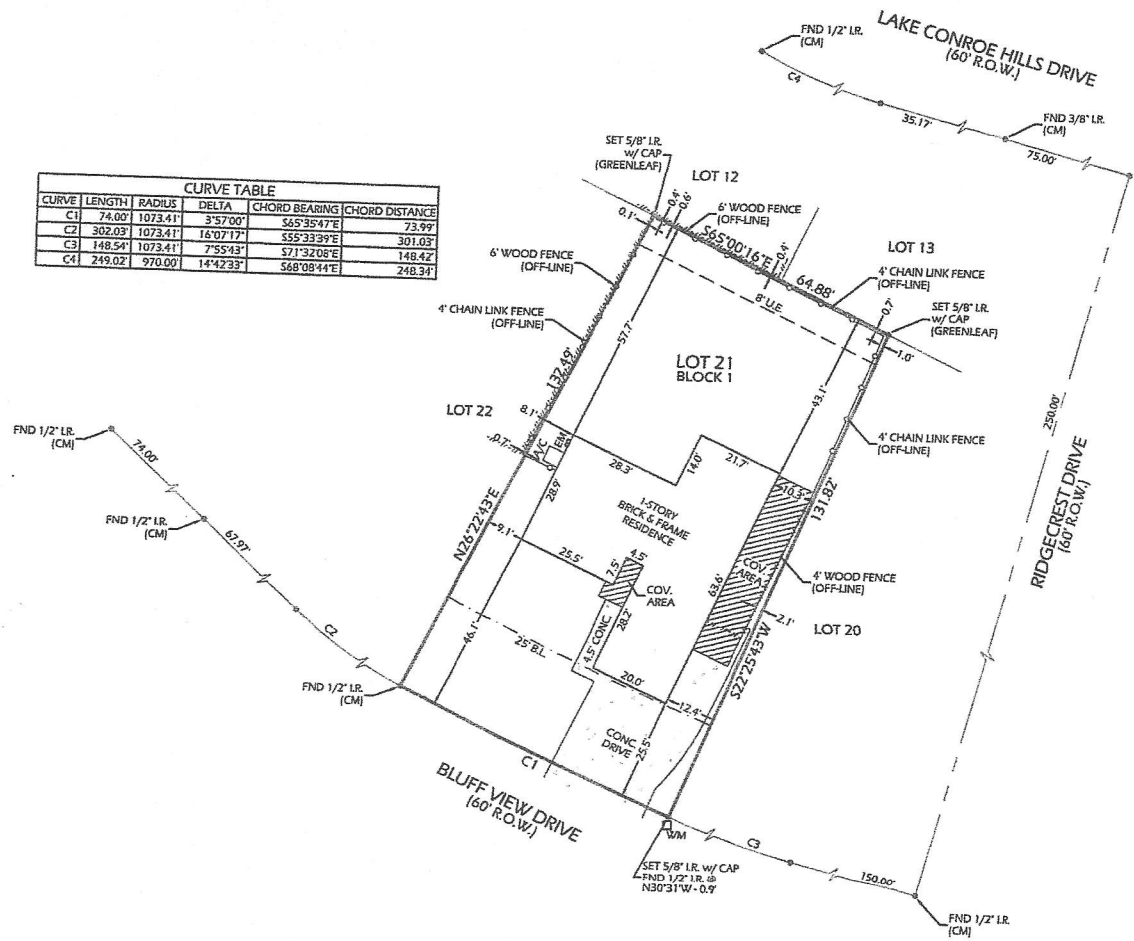 LAKE CONROE HILLS DRIVE
(60' R.O.W.)
FND 1/2" I.R.
(CM)
C4
35.17'
FND 3/8" I.R.
(CM)
75.00'
CURVE TABLE
CURVE LENGTH RADIUS DELTA CHORD BEARING CHORD DISTANCE
C1 74.00' 1073.41' 3°57'00" S65°35'47"E 73.99'
C2 302.03' 1073.41' 16°07'17" S55°33'39"E 301.03'
C3 148.54' 1073.41' 7°55'43" S71°32'08"E 148.42'
C4 249.02' 970.00' 14°42'33" S68°08'44"E 248.34'
SET 5/8" I.R.
w/ CAP
(GREENLEAF)
LOT 12
0.4'
0.6'
0.1'
6' WOOD FENCE
(OFF-LINE)
S65°00'16"E
64.88'
0.4'
LOT 13
4' CHAIN LINK FENCE
(OFF-LINE)
0.7'
SET 5/8" I.R.
w/ CAP
(GREENLEAF)
1.0'
6' WOOD FENCE
(OFF-LINE)
4' CHAIN LINK FENCE
(OFF-LINE)
8' U.E.
57.7'
132.49'
LOT 21
BLOCK 1
43.1'
LOT 22
8.1'
0.7'
A/C
EM
28.9'
28.3'
14.0'
21.7'
10.3'
4' CHAIN LINK FENCE
(OFF-LINE)
250.00'
RIDGECREST DRIVE
(60' R.O.W.)
131.82'
1-STORY
BRICK & FRAME
RESIDENCE
N26°22'43"E
9.1'
25.5'
7.5'
4.5'
COV.
AREA
63.6'
COV.
AREA
4' WOOD FENCE
(OFF-LINE)
2.1'
LOT 20
S22°25'43"W
28.2'
4.5' CONC.
46.1'
25' B.L.
20.0'
12.4'
CONC.
DRIVE
25.5'
FND 1/2" I.R.
(CM)
74.00'
FND 1/2" I.R.
(CM)
67.97'
C2
FND 1/2" I.R.
(CM)
C1
BLUFF VIEW DRIVE
(60' R.O.W.)
WM
C3
150.00'
SET 5/8" I.R. w/ CAP
FND 1/2" I.R. @
N30°31'W - 0.9'
FND 1/2" I.R.
(CM)